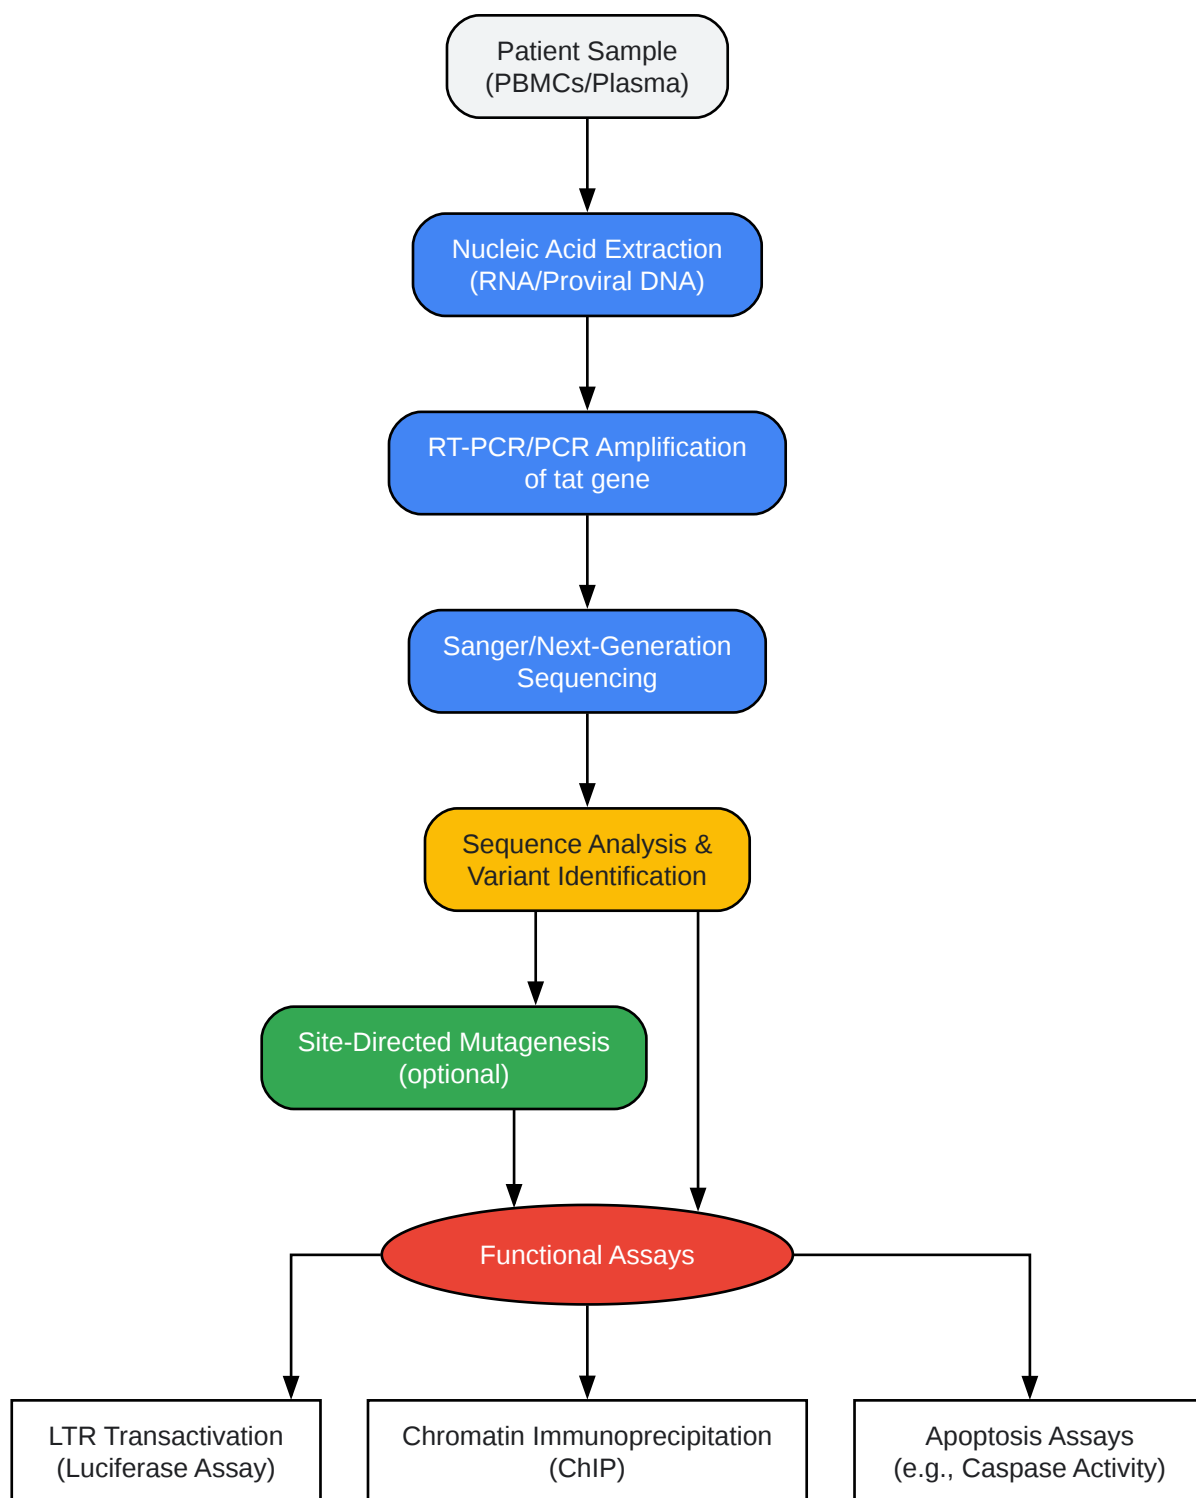 Patient Sample
(PBMCs/Plasma)
Nucleic Acid Extraction
(RNA/Proviral DNA)
RT-PCR/PCR Amplification
of tat gene
Sanger/Next-Generation
Sequencing
Sequence Analysis &
Variant Identification
Site-Directed Mutagenesis
(optional)
Functional Assays
LTR Transactivation
(Luciferase Assay)
Chromatin Immunoprecipitation
(ChIP)
Apoptosis Assays
(e.g., Caspase Activity)